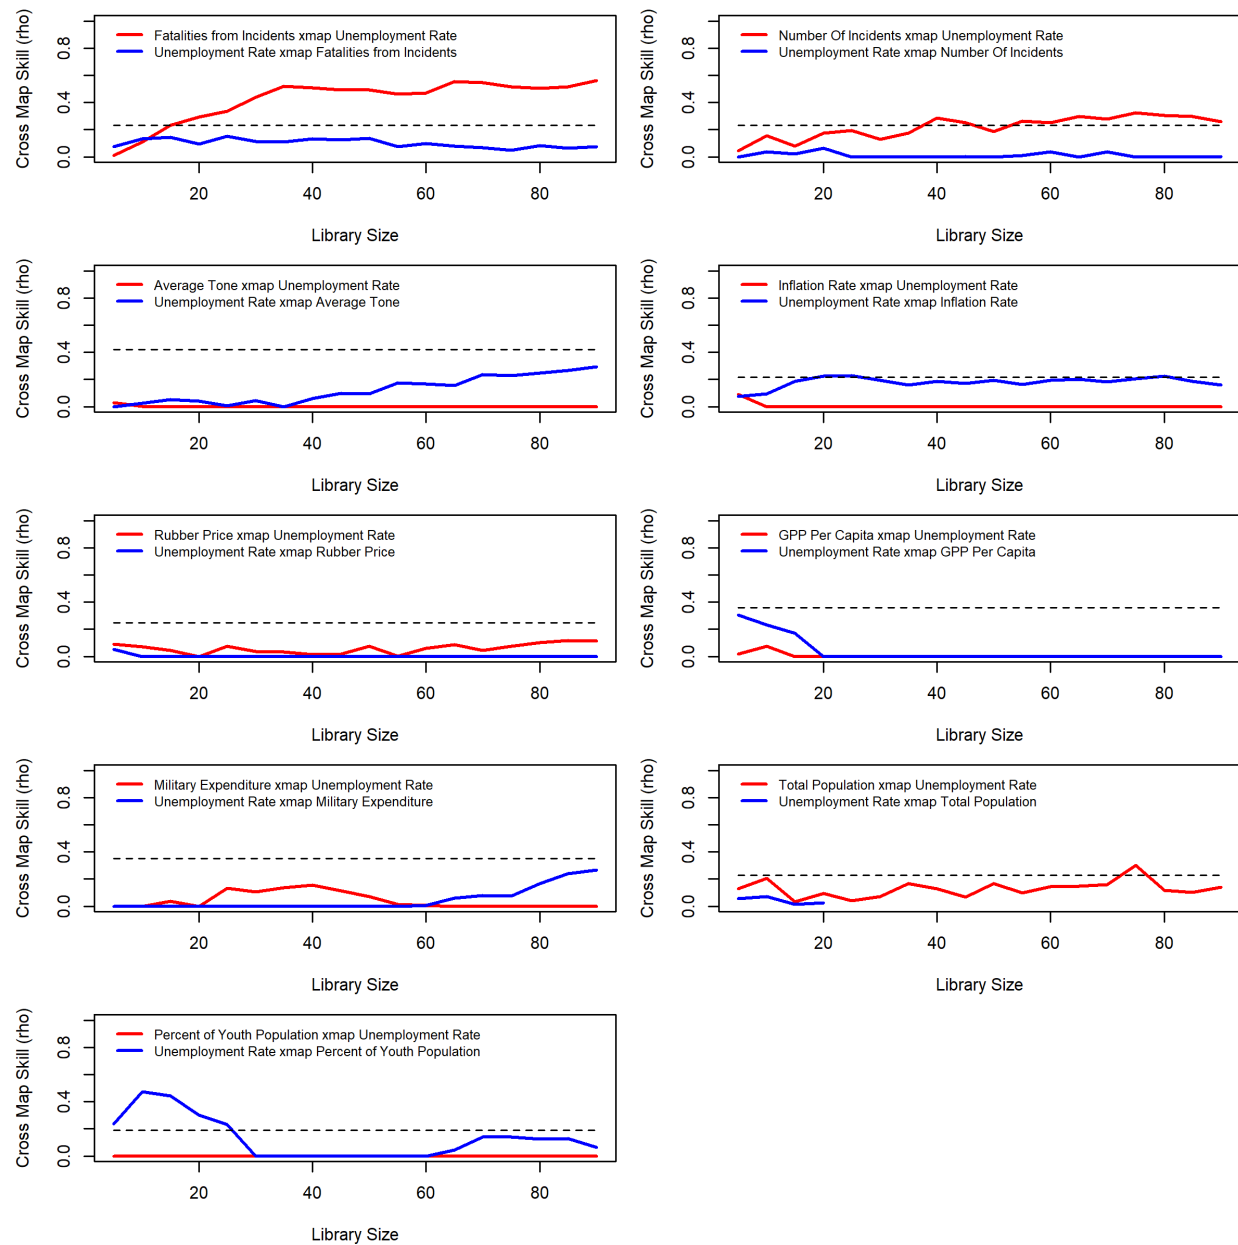 Cross Map Skill (rho)
0.0 0.4 0.8
Fatalities from Incidents xmap Unemployment Rate
Unemployment Rate xmap Fatalities from Incidents
20 40 60 80
Library Size
Cross Map Skill (rho)
0.0 0.4 0.8
Number Of Incidents xmap Unemployment Rate
Unemployment Rate xmap Number Of Incidents
20 40 60 80
Library Size
Cross Map Skill (rho)
0.0 0.4 0.8
Average Tone xmap Unemployment Rate
Unemployment Rate xmap Average Tone
20 40 60 80
Library Size
Cross Map Skill (rho)
0.0 0.4 0.8
Inflation Rate xmap Unemployment Rate
Unemployment Rate xmap Inflation Rate
20 40 60 80
Library Size
Cross Map Skill (rho)
0.0 0.4 0.8
Rubber Price xmap Unemployment Rate
Unemployment Rate xmap Rubber Price
20 40 60 80
Library Size
Cross Map Skill (rho)
0.0 0.4 0.8
GPP Per Capita xmap Unemployment Rate
Unemployment Rate xmap GPP Per Capita
20 40 60 80
Library Size
Cross Map Skill (rho)
0.0 0.4 0.8
Military Expenditure xmap Unemployment Rate
Unemployment Rate xmap Military Expenditure
20 40 60 80
Library Size
Cross Map Skill (rho)
0.0 0.4 0.8
Total Population xmap Unemployment Rate
Unemployment Rate xmap Total Population
20 40 60 80
Library Size
Cross Map Skill (rho)
0.0 0.4 0.8
Percent of Youth Population xmap Unemployment Rate
Unemployment Rate xmap Percent of Youth Population
20 40 60 80
Library Size